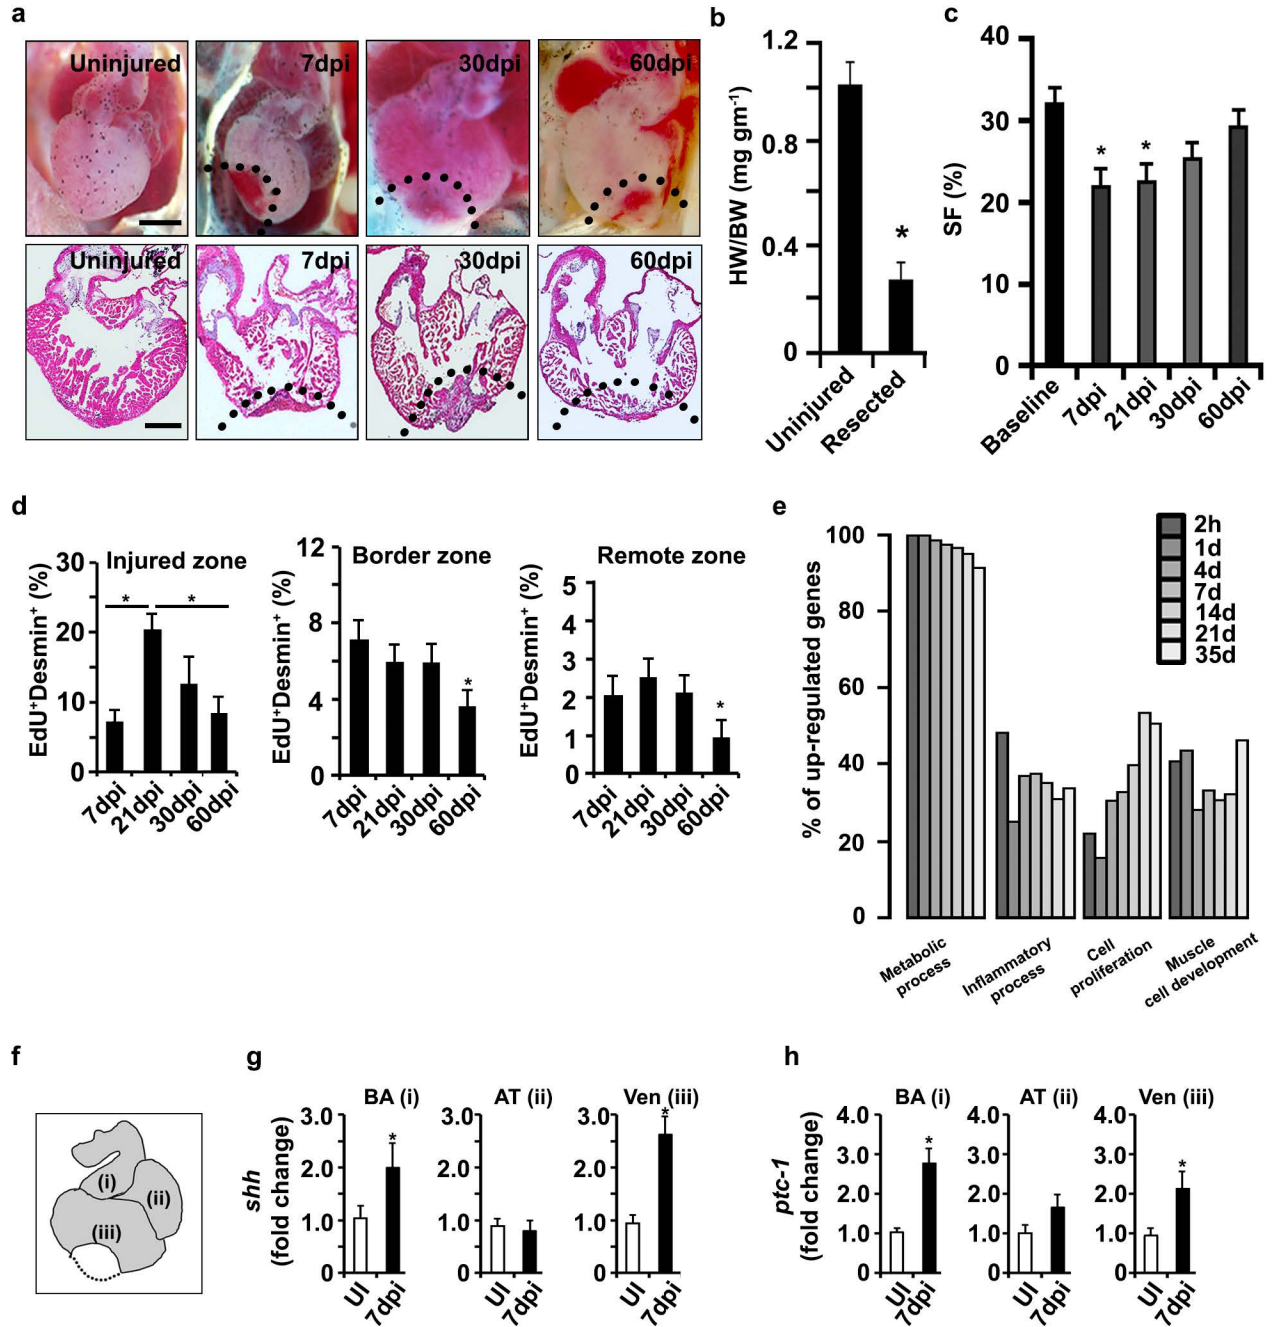 a
Uninjured
7dpi
30dpi
60dpi
Uninjured
7dpi
30dpi
60dpi
b
HW/BW (mg gm⁻¹)
1.2
0.8
0.4
0
*
Uninjured
Resected
c
SF (%)
40
30
20
10
0
*
*
Baseline
7dpi
21dpi
30dpi
60dpi
d
Injured zone
EdU⁺Desmin⁺ (%)
30
20
10
0
*
*
7dpi
21dpi
30dpi
60dpi
Border zone
EdU⁺Desmin⁺ (%)
12
8
4
0
*
7dpi
21dpi
30dpi
60dpi
Remote zone
EdU⁺Desmin⁺ (%)
5
4
3
2
1
0
*
7dpi
21dpi
30dpi
60dpi
e
% of up-regulated genes
100
80
60
40
20
0
2h
1d
4d
7d
14d
21d
35d
Metabolic
process
Inflammatory
process
Cell
proliferation
Muscle
cell development
f
(i)
(ii)
(iii)
g
shh
(fold change)
BA (i)
3.0
2.0
1.0
0
*
UI
7dpi
AT (ii)
3.0
2.0
1.0
0
UI
7dpi
Ven (iii)
3.0
2.0
1.0
0
*
UI
7dpi
h
ptc-1
(fold change)
BA (i)
4.0
3.0
2.0
1.0
0
*
UI
7dpi
AT (ii)
4.0
3.0
2.0
1.0
0
UI
7dpi
Ven (iii)
4.0
3.0
2.0
1.0
0
*
UI
7dpi